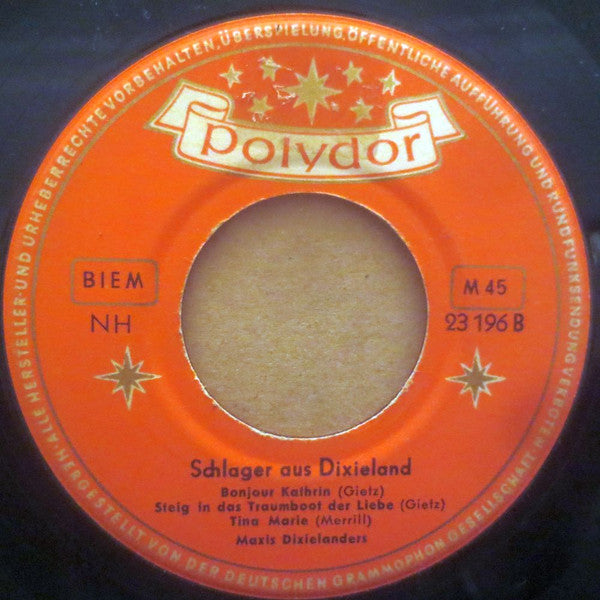 ALLE HERSTELLER- UND URHEBERRECHTE VORBEHALTEN, ÜBERSPIELUNG, ÖFFENTLICHE AUFFÜHRUNG UND RUNDFUNKSENDUNG VERBOTEN
Polydor
BIEM
M 45
NH
23 196 B
Schlager aus Dixieland
Bonjour Kathrin (Gietz)
Steig in das Traumboot der Liebe (Gietz)
Tina Marie (Merrill)
Maxis Dixielanders
HERGESTELLT VON DER DEUTSCHEN GRAMMOPHON GESELLSCHAFT